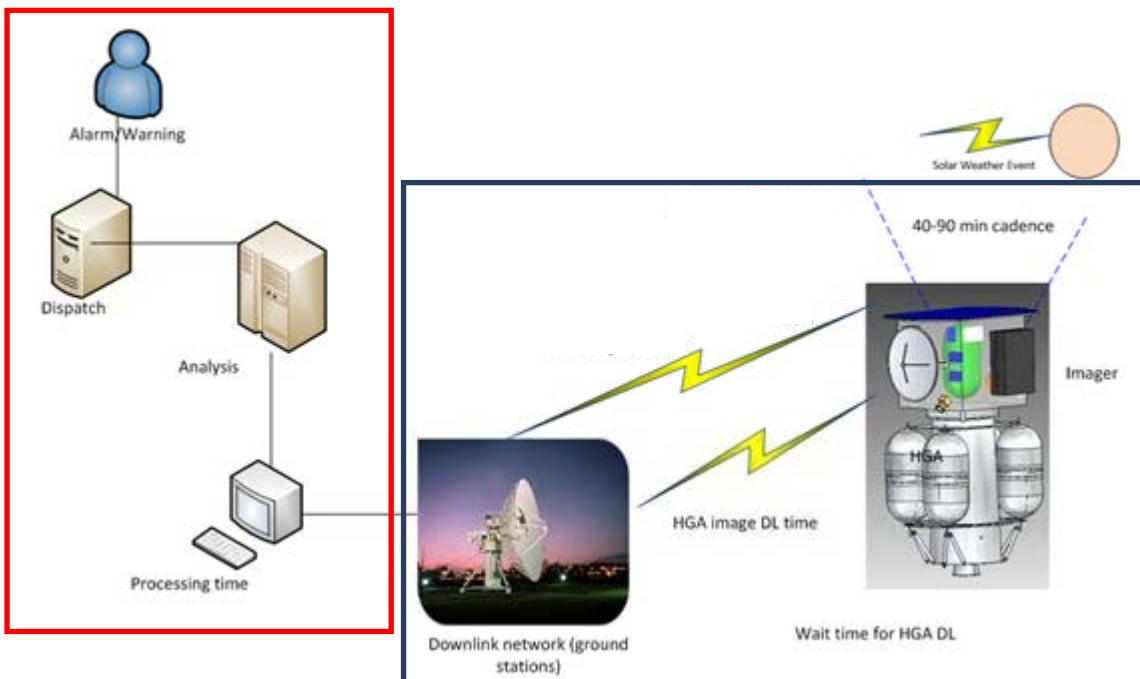 Alarm/Warning
Dispatch
Analysis
Processing time
Solar Weather Event
40-90 min cadence
Imager
HGA
HGA image DL time
Downlink network (ground
stations)
Wait time for HGA DL